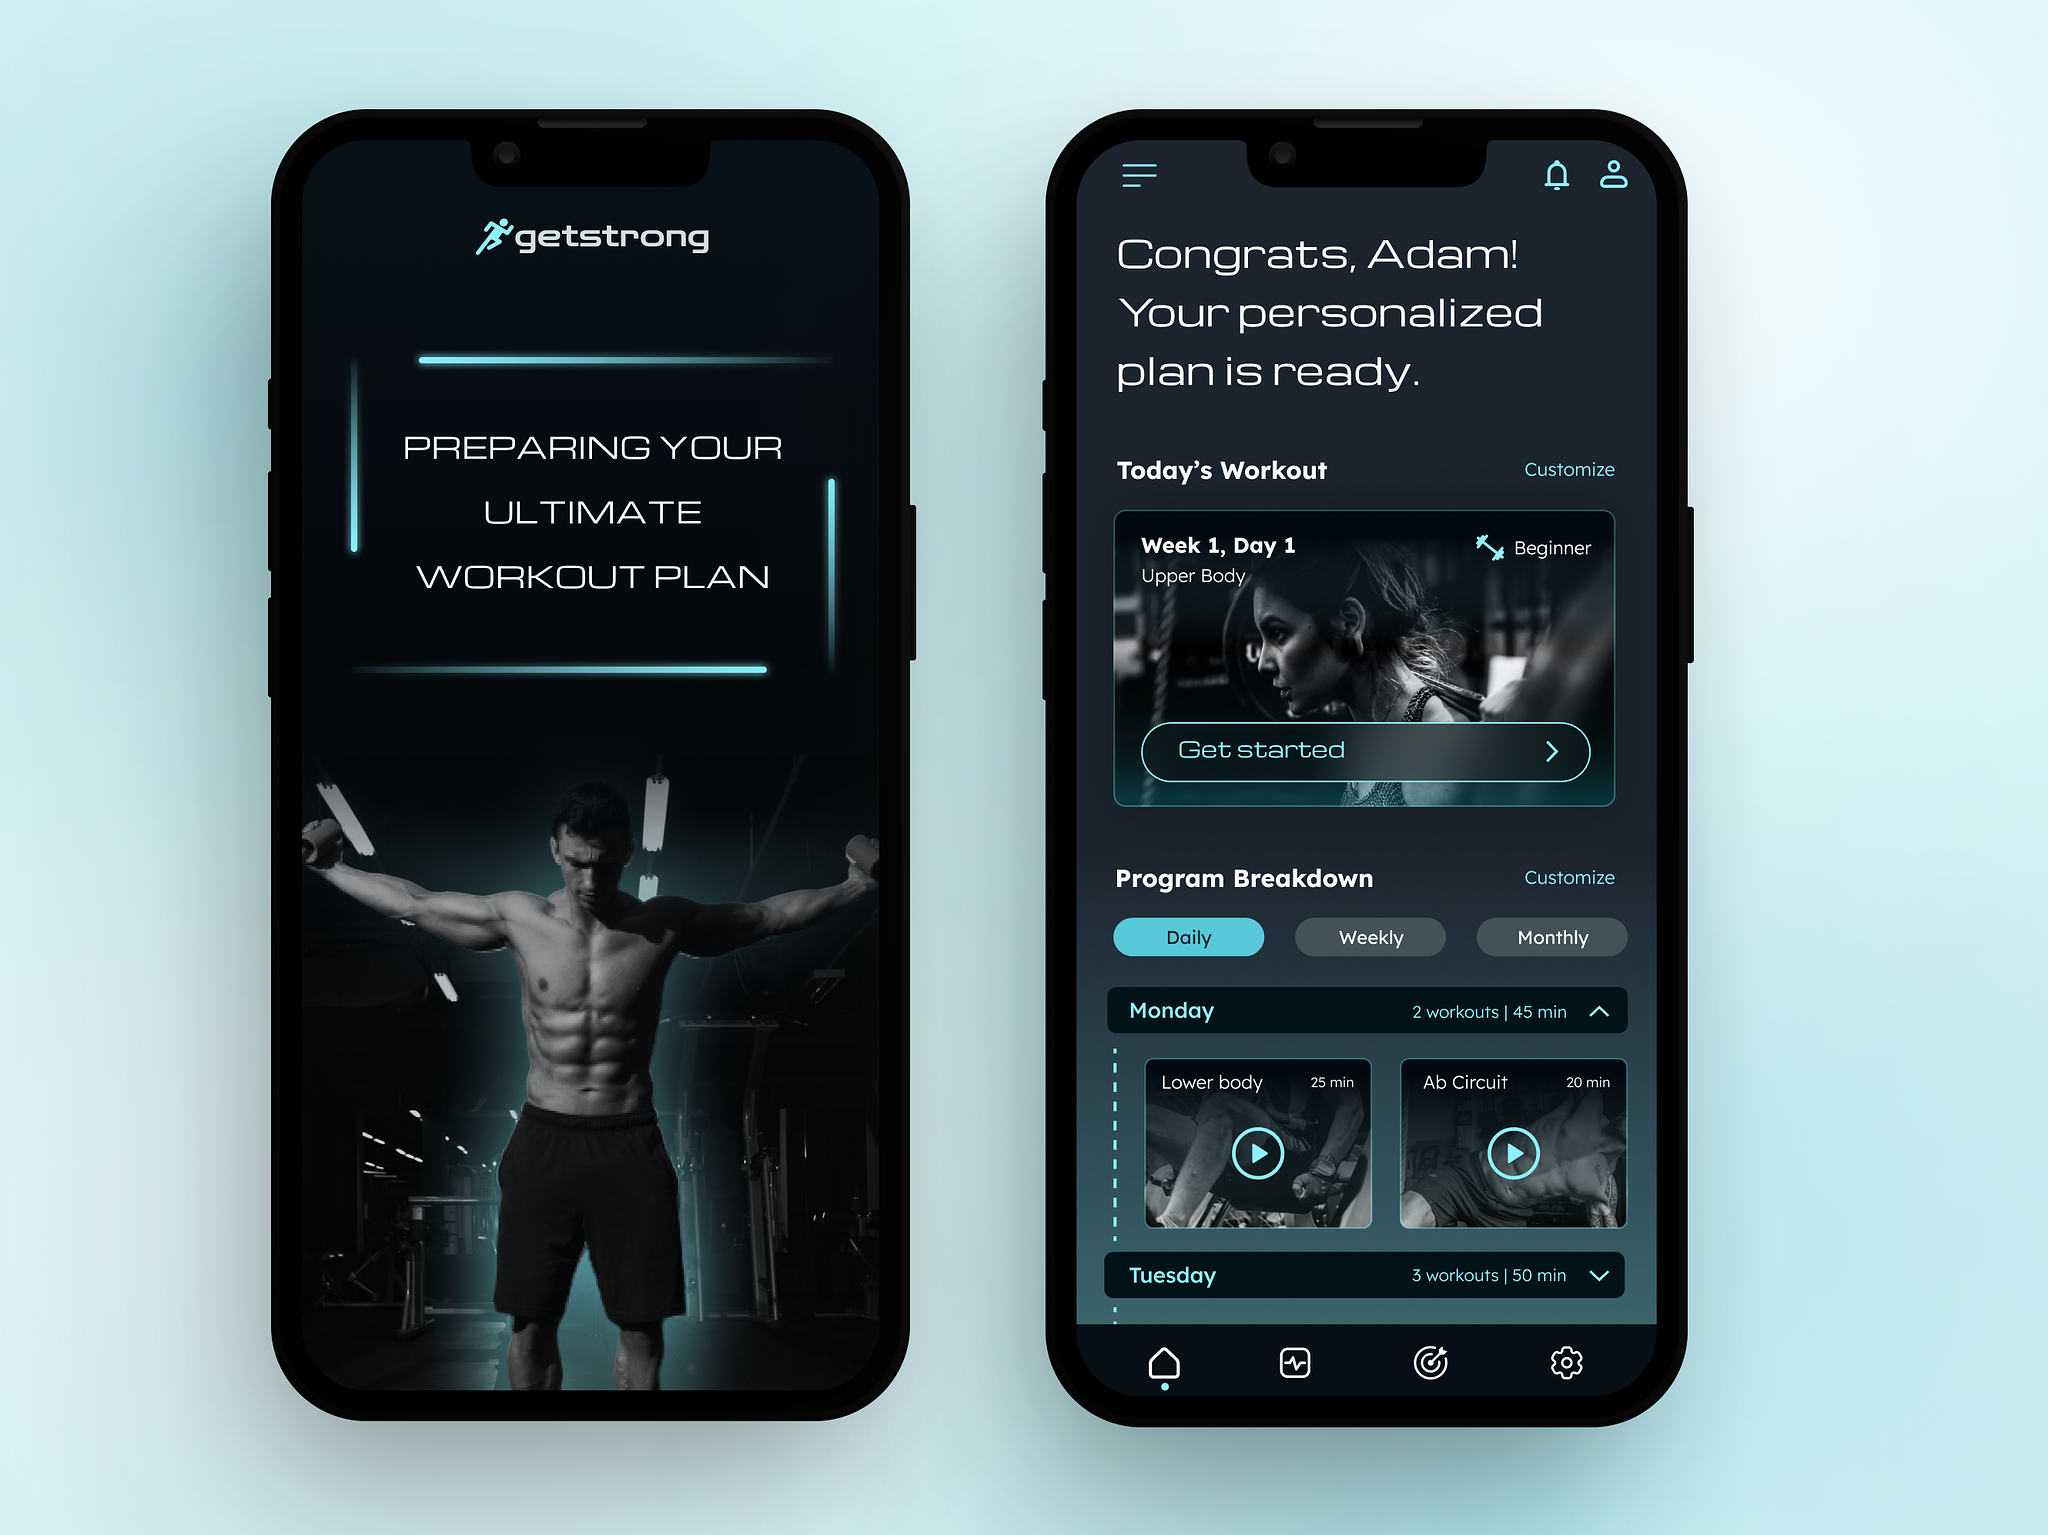 getstrong
PREPARING YOUR
ULTIMATE
WORKOUT PLAN
Congrats, Adam!
Your personalized
plan is ready.
Today’s Workout
Customize
Week 1, Day 1
Beginner
Upper Body
Get started
Program Breakdown
Customize
Daily
Weekly
Monthly
Monday
2 workouts | 45 min
Lower body
25 min
Ab Circuit
20 min
Tuesday
3 workouts | 50 min